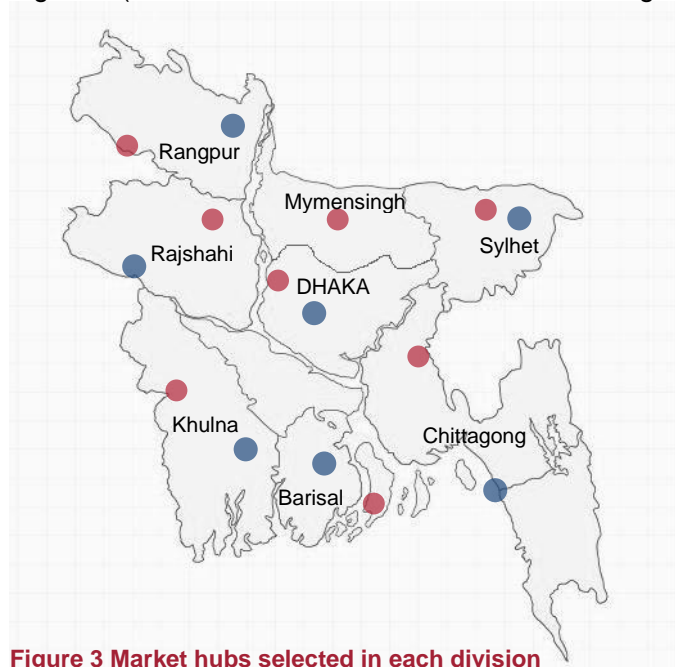 Rangpur
Mymensingh
Sylhet
Rajshahi
DHAKA
Khulna
Chittagong
Barisal
Figure 3 Market hubs selected in each division